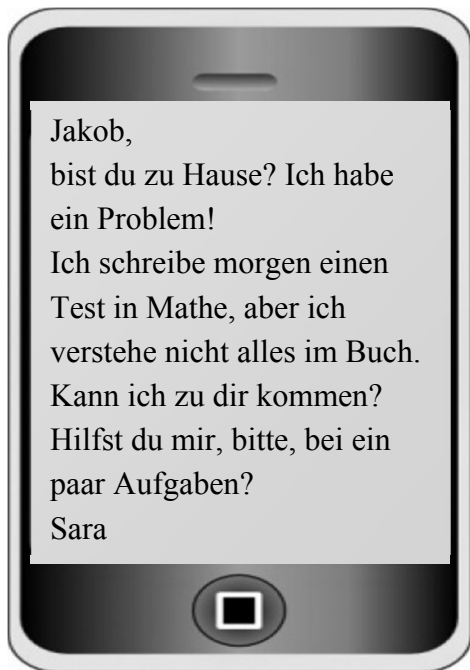 Jakob,
bist du zu Hause? Ich habe
ein Problem!
Ich schreibe morgen einen
Test in Mathe, aber ich
verstehe nicht alles im Buch.
Kann ich zu dir kommen?
Hilfst du mir, bitte, bei ein
paar Aufgaben?
Sara